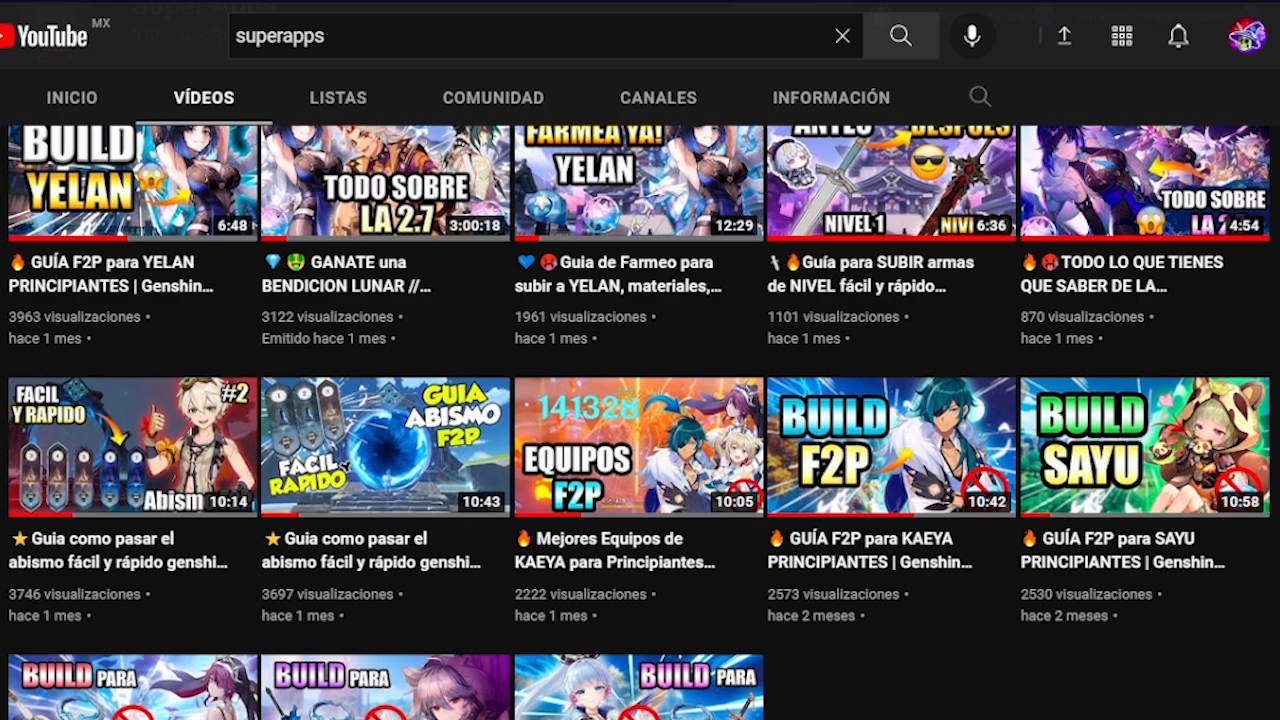 YouTube MX
superapps
INICIO VÍDEOS LISTAS COMUNIDAD CANALES INFORMACIÓN
BUILD
YELAN
6:48
TODO SOBRE
LA 2.7
3:00:18
FARMEA YA!
YELAN
12:29
ANTES DESPUES
NIVEL 1
6:36
TODO SOBRE
4:54
GUÍA F2P para YELAN
PRINCIPIANTES | Genshin...
3963 visualizaciones •
hace 1 mes •
GANATE una
BENDICION LUNAR //...
3122 visualizaciones •
Emitido hace 1 mes •
Guia de Farmeo para
subir a YELAN, materiales,...
1961 visualizaciones •
hace 1 mes •
Guía para SUBIR armas
de NIVEL fácil y rápido...
1101 visualizaciones •
hace 1 mes •
TODO LO QUE TIENES
QUE SABER DE LA...
870 visualizaciones •
hace 1 mes •
FACIL
Y RAPIDO
#2
Abism
10:14
GUIA
ABISMO
F2P
FÁCIL Y
RÁPIDO
10:43
141328
EQUIPOS
F2P
10:05
BUILD
F2P
10:42
BUILD
SAYU
10:58
Guia como pasar el
abismo fácil y rápido genshi...
3746 visualizaciones •
hace 1 mes •
Guia como pasar el
abismo fácil y rápido genshi...
3697 visualizaciones •
hace 1 mes •
Mejores Equipos de
KAEYA para Principiantes...
2222 visualizaciones •
hace 1 mes •
GUÍA F2P para KAEYA
PRINCIPIANTES | Genshin...
2573 visualizaciones •
hace 2 meses •
GUÍA F2P para SAYU
PRINCIPIANTES | Genshin...
2530 visualizaciones •
hace 2 meses •
BUILD PARA
BUILD PARA
BUILD PARA